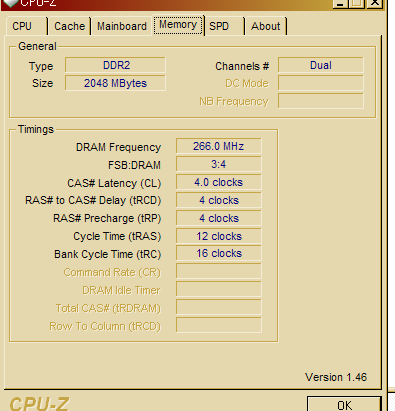 CPU-Z
CPU Cache Mainboard Memory SPD About
General
Type DDR2 Channels # Dual
Size 2048 MBytes DC Mode
NB Frequency
Timings
DRAM Frequency 266.0 MHz
FSB:DRAM 3:4
CAS# Latency (CL) 4.0 clocks
RAS# to CAS# Delay (tRCD) 4 clocks
RAS# Precharge (tRP) 4 clocks
Cycle Time (tRAS) 12 clocks
Bank Cycle Time (tRC) 16 clocks
Command Rate (CR)
DRAM Idle Timer
Total CAS# (tRDRAM)
Row To Column (tRCD)
Version 1.46
CPU-Z OK